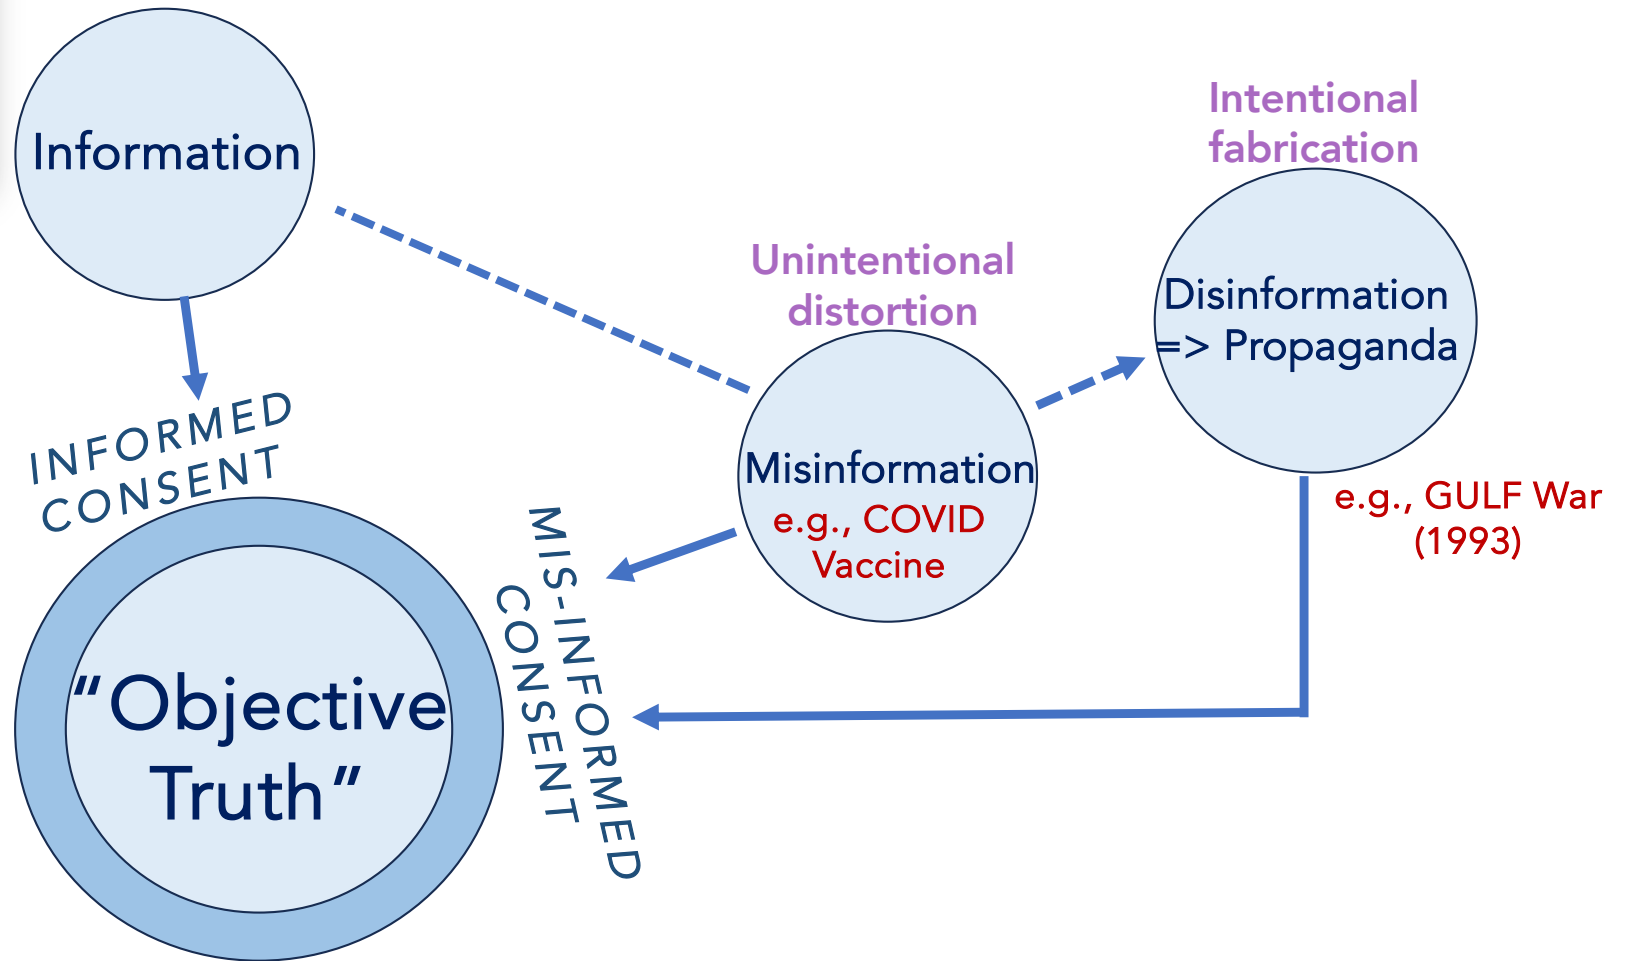 Information
Intentional
fabrication
Unintentional
distortion
Disinformation
=> Propaganda
INFORMED
CONSENT
Misinformation
e.g., COVID
Vaccine
e.g., GULF War
(1993)
MIS-INFORMED
CONSENT
“Objective
Truth”